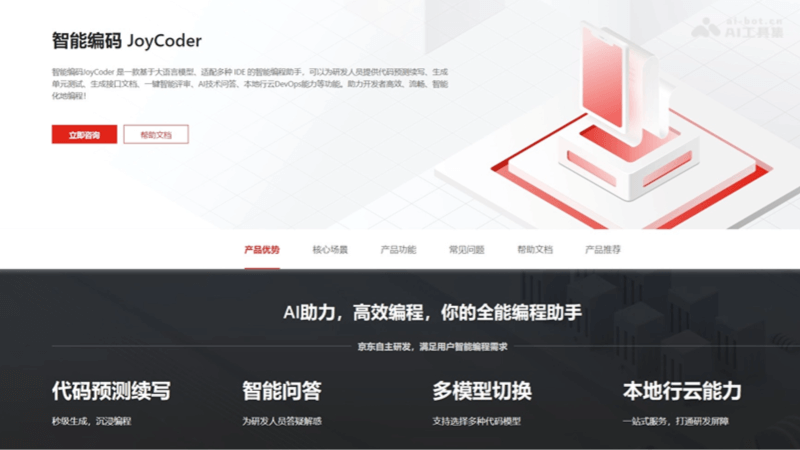 智能编码 JoyCoder
ai-bot.cn
AI工具集
智能编码JoyCoder 是一款基于大语言模型、适配多种 IDE 的智能编程助手，可以为研发人员提供代码预测续写、生成
单元测试、生成接口文档、一键智能评审、AI技术问答、本地行云DevOps能力等功能。助力开发者高效、流畅、智能
化地编程！
立即咨询 帮助文档
产品优势 核心场景 产品功能 常见问题 帮助文档 产品推荐
AI助力，高效编程，你的全能编程助手
京东自主研发，满足用户智能编程需求
代码预测续写 智能问答 多模型切换 本地行云能力
秒级生成，沉浸编程 为研发人员答疑解惑 支持选择多种代码模型 一站式服务，打通研发屏障